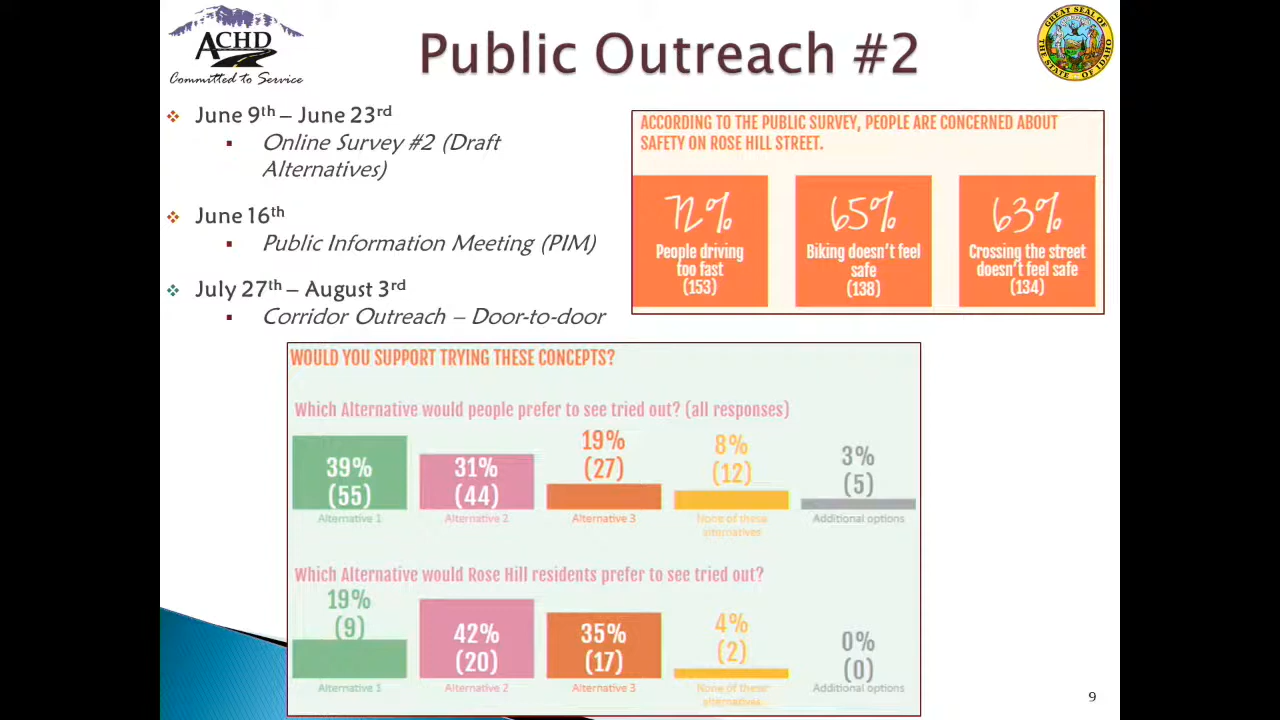 ACHD
Committed to Service
Public Outreach #2
GREAT SEAL OF
THE STATE OF IDAHO
June 9th – June 23rd
Online Survey #2 (Draft
Alternatives)
June 16th
Public Information Meeting (PIM)
July 27th – August 3rd
Corridor Outreach – Door-to-door
ACCORDING TO THE PUBLIC SURVEY, PEOPLE ARE CONCERNED ABOUT
SAFETY ON ROSE HILL STREET.
72%
People driving
too fast
(153)
65%
Biking doesn't feel
safe
(138)
63%
Crossing the street
doesn't feel safe
(134)
WOULD YOU SUPPORT TRYING THESE CONCEPTS?
Which Alternative would people prefer to see tried out? (all responses)
39%
(55)
Alternative 1
31%
(44)
Alternative 2
19%
(27)
Alternative 3
8%
(12)
None of these
alternatives
3%
(5)
Additional options
Which Alternative would Rose Hill residents prefer to see tried out?
19%
(9)
Alternative 1
42%
(20)
Alternative 2
35%
(17)
Alternative 3
4%
(2)
None of these
alternatives
0%
(0)
Additional options
9